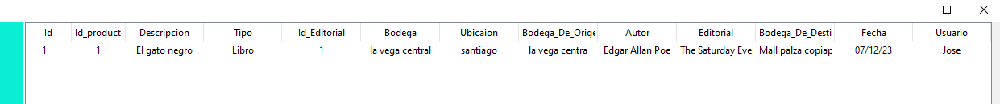 Id Id_producto Descripcion Tipo Id_Editorial Bodega Ubicaion Bodega_De_Orige Autor Editorial Bodega_De_Desti Fecha Usuario
1 1 El gato negro Libro 1 la vega central santiago la vega centra Edgar Allan Poe The Saturday Eve Mall palza copiap 07/12/23 Jose